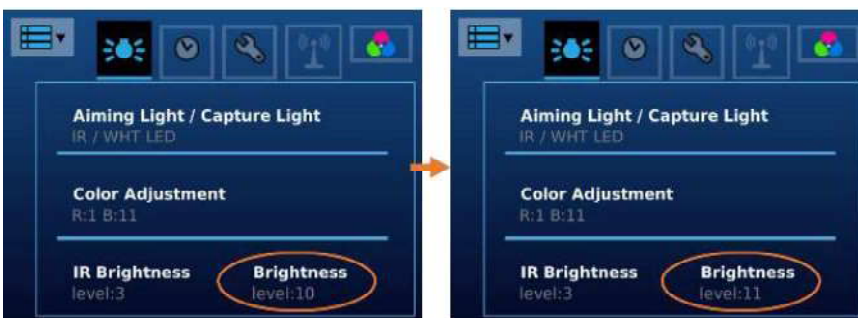 Aiming Light / Capture Light
IR / WHT LED
Color Adjustment
R:1 B:11
IR Brightness Brightness
level:3 level:10
Aiming Light / Capture Light
IR / WHT LED
Color Adjustment
R:1 B:11
IR Brightness Brightness
level:3 level:11